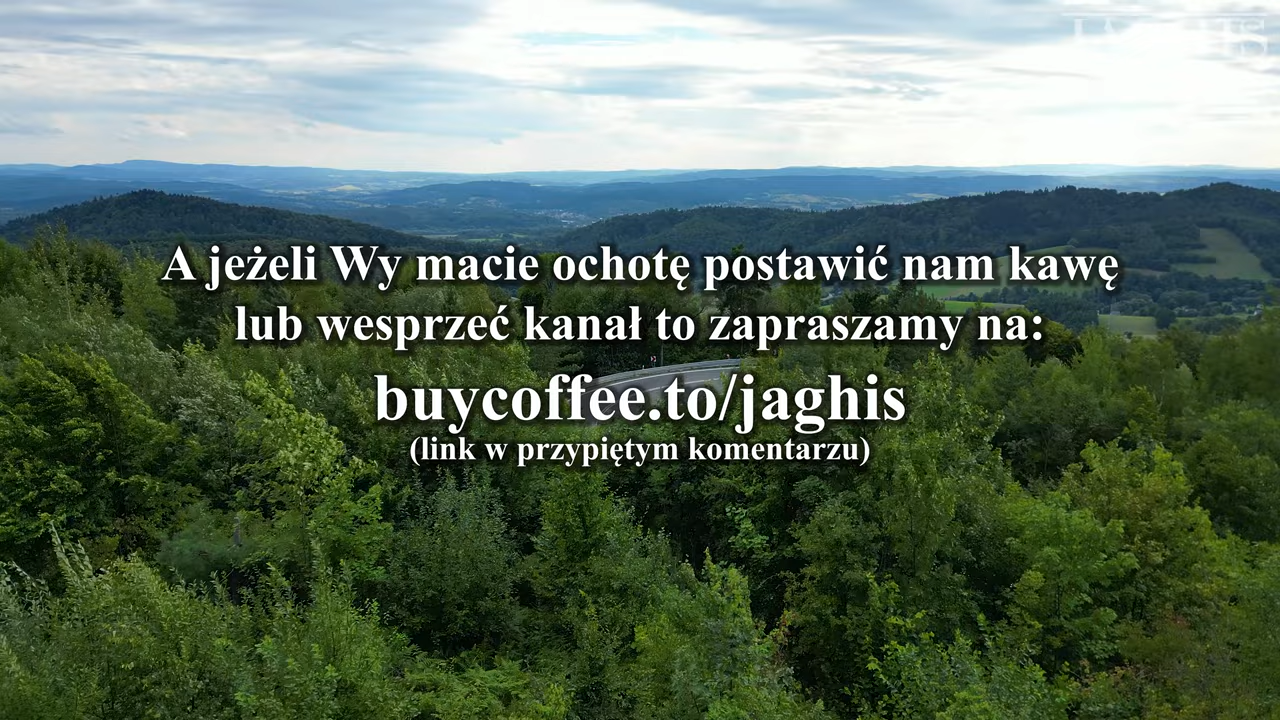 JAGHIS
A jeżeli Wy macie ochotę postawić nam kawę
lub wesprzeć kanał to zapraszamy na:
buycoffee.to/jaghis
(link w przypiętym komentarzu)